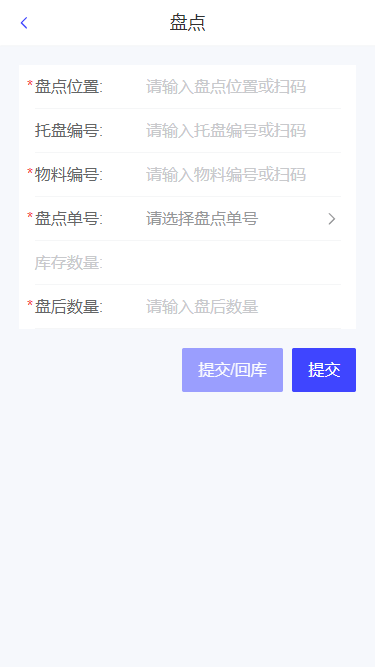 盘点
*盘点位置: 请输入盘点位置或扫码
托盘编号: 请输入托盘编号或扫码
*物料编号: 请输入物料编号或扫码
*盘点单号: 请选择盘点单号
库存数量:
*盘后数量: 请输入盘后数量
提交/回库 提交